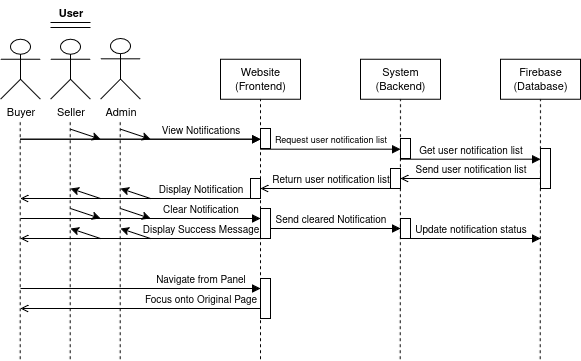 User
Website
(Frontend)
System
(Backend)
Firebase
(Database)
Buyer
Seller
Admin
View Notifications
Request user notification list
Get user notification list
Send user notification list
Return user notification list
Display Notification
Clear Notification
Send cleared Notification
Display Success Message
Update notification status
Navigate from Panel
Focus onto Original Page